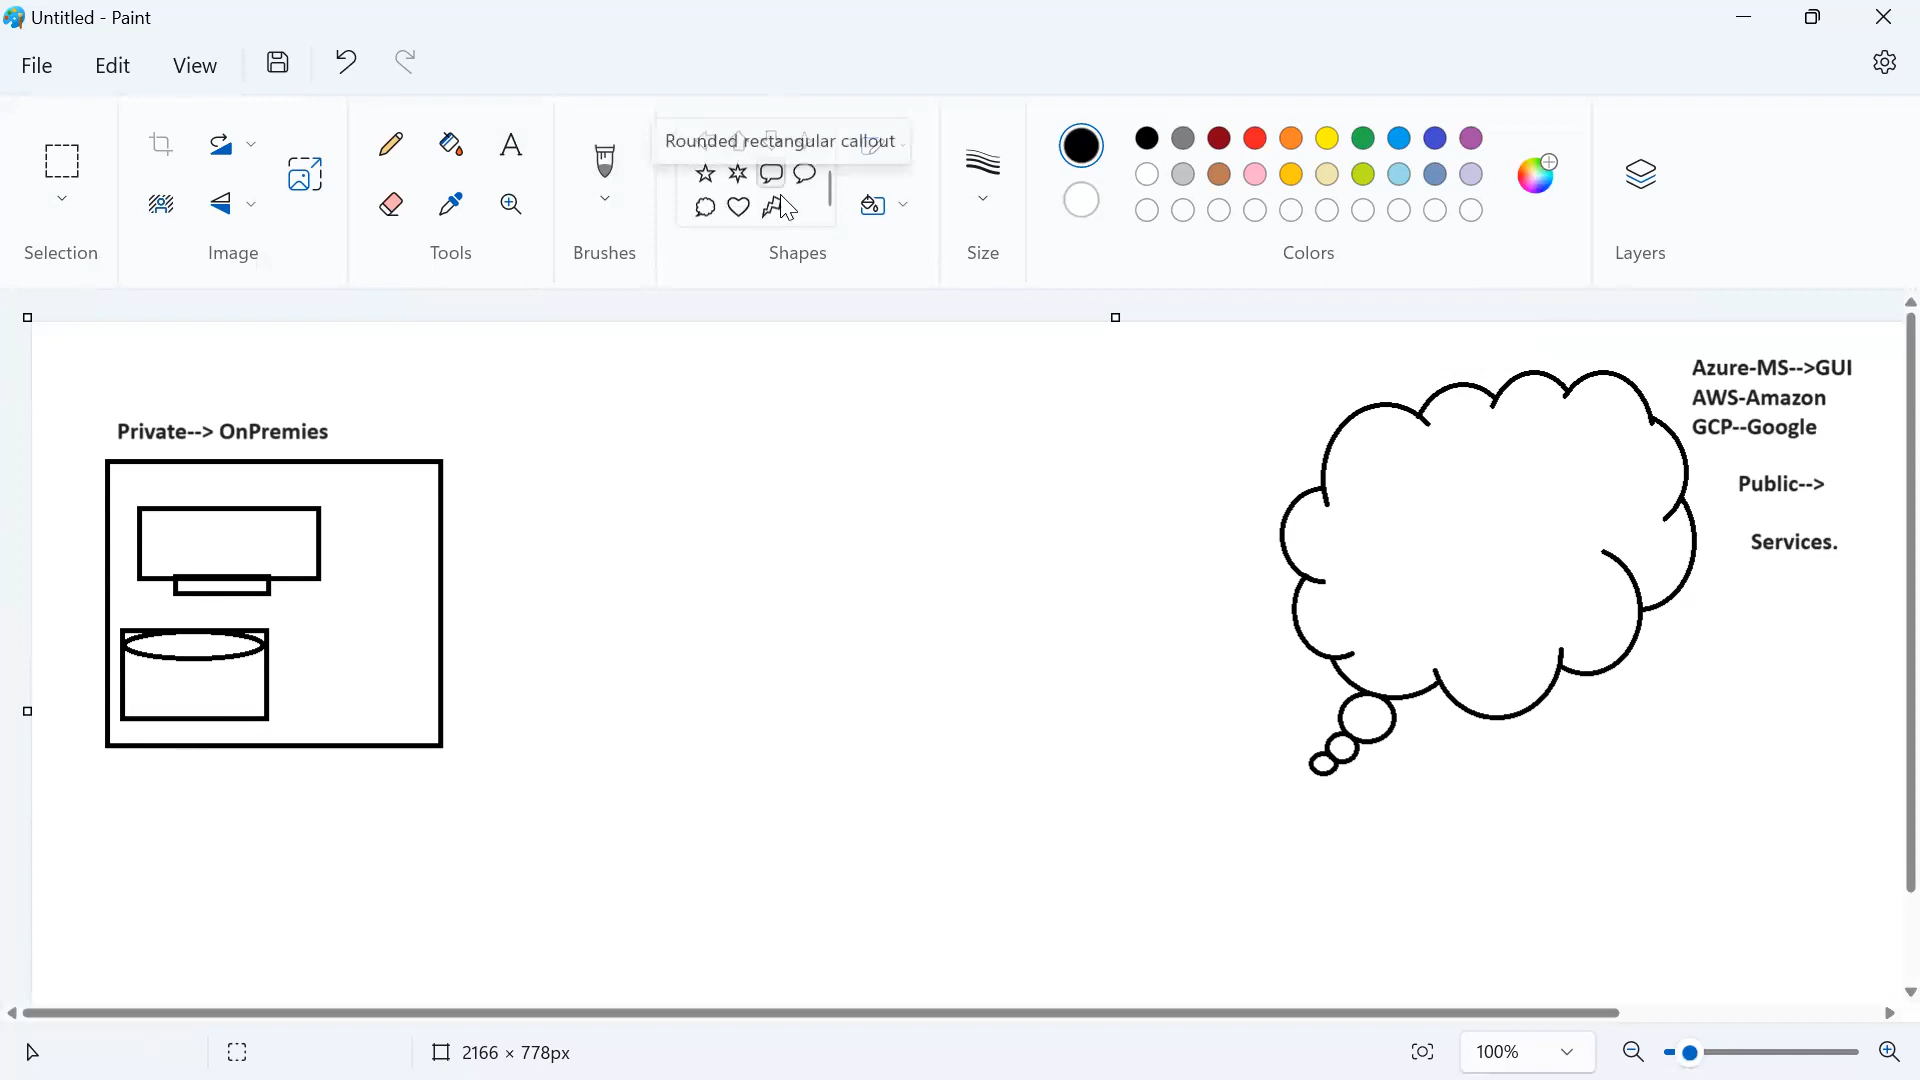 Untitled - Paint
File Edit View
Rounded rectangular callout
Selection Image Tools Brushes Shapes Size Colors Layers
Azure-MS-->GUI
AWS-Amazon
GCP--Google
Private--> OnPremies
Public-->
Services.
2166 × 778px
100%